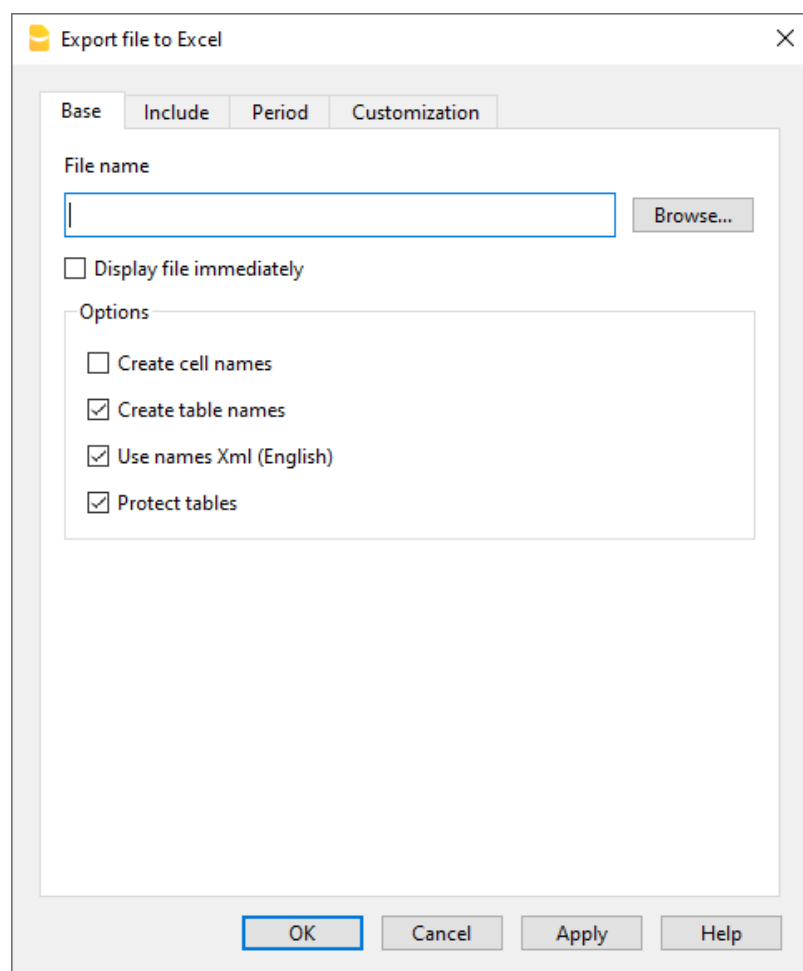 Export file to Excel
Base Include Period Customization
File name
Browse...
Display file immediately
Options
Create cell names
Create table names
Use names Xml (English)
Protect tables
OK Cancel Apply Help